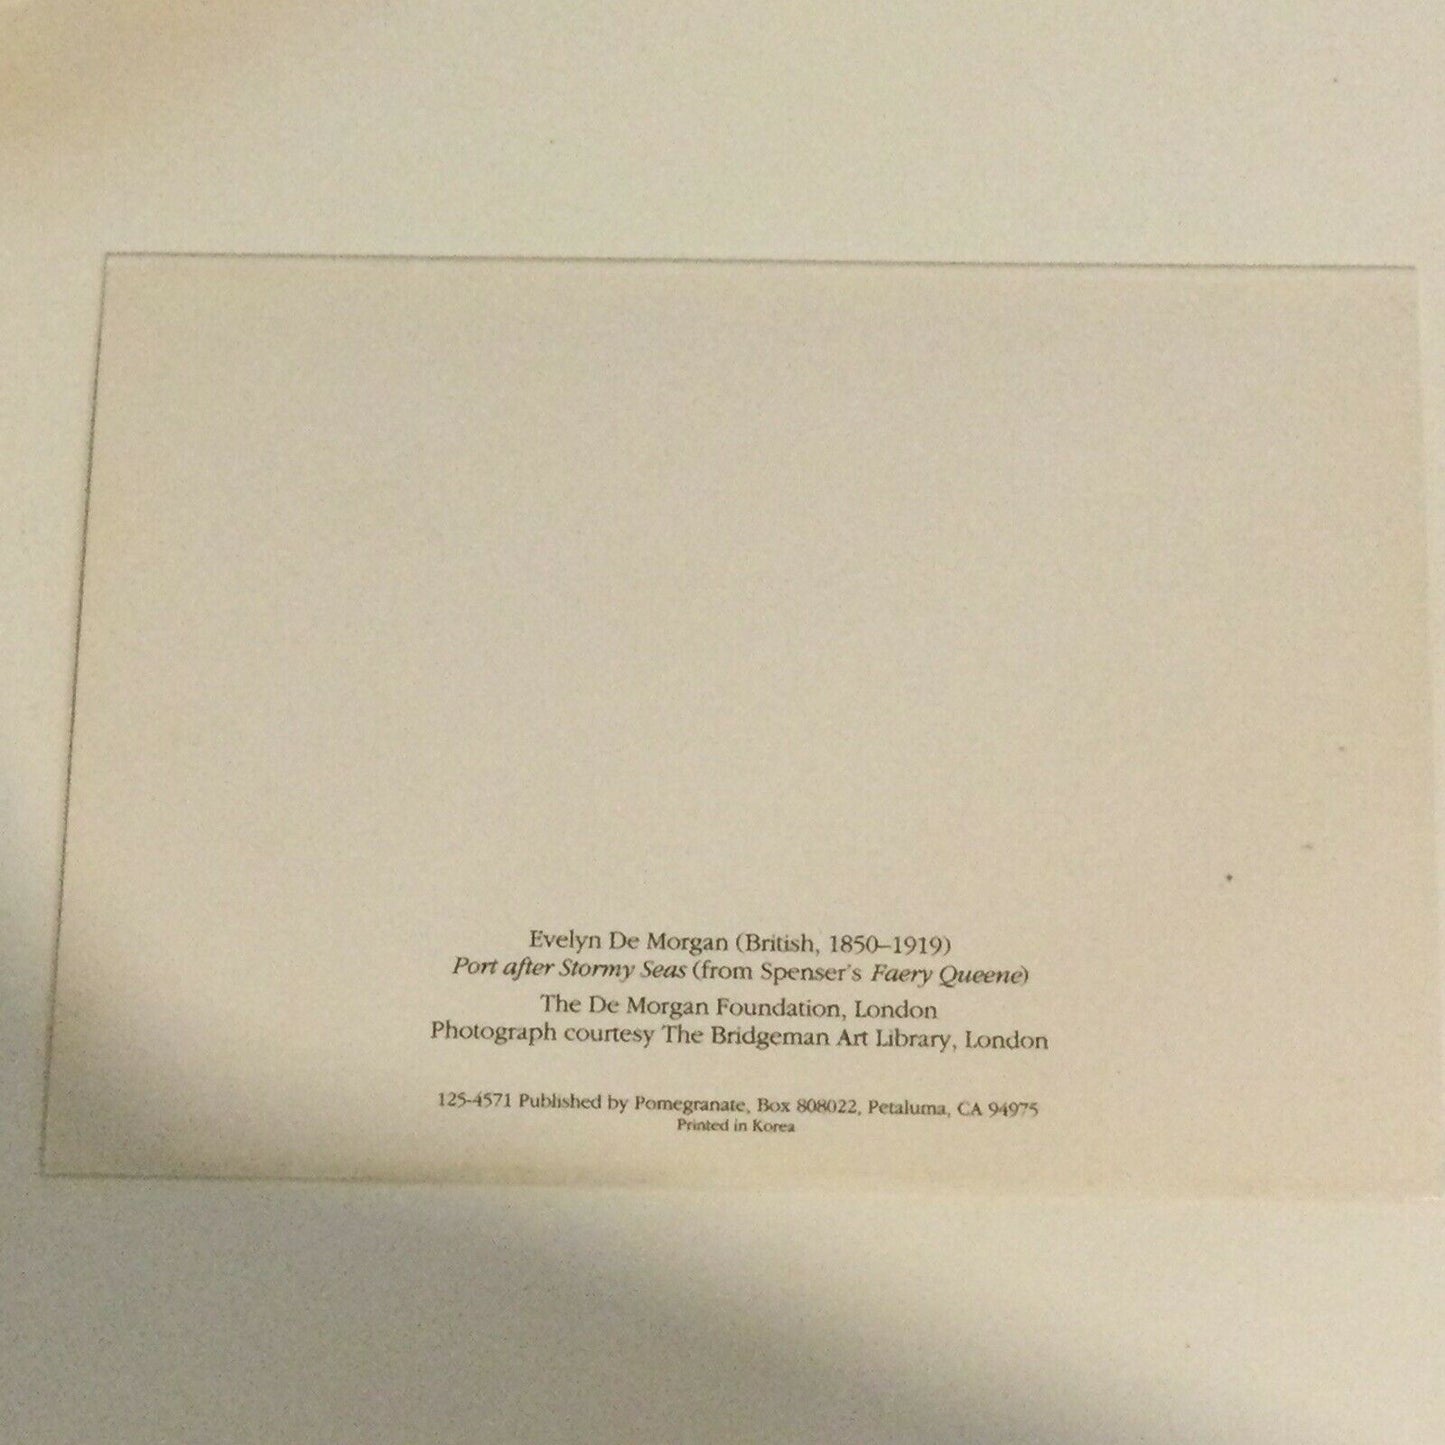 Evelyn De Morgan (British, 1850–1919)
Port after Stormy Seas (from Spenser's Faery Queene)
The De Morgan Foundation, London
Photograph courtesy The Bridgeman Art Library, London
125-4571 Published by Pomegranate, Box 808022, Petaluma, CA 94975
Printed in Korea